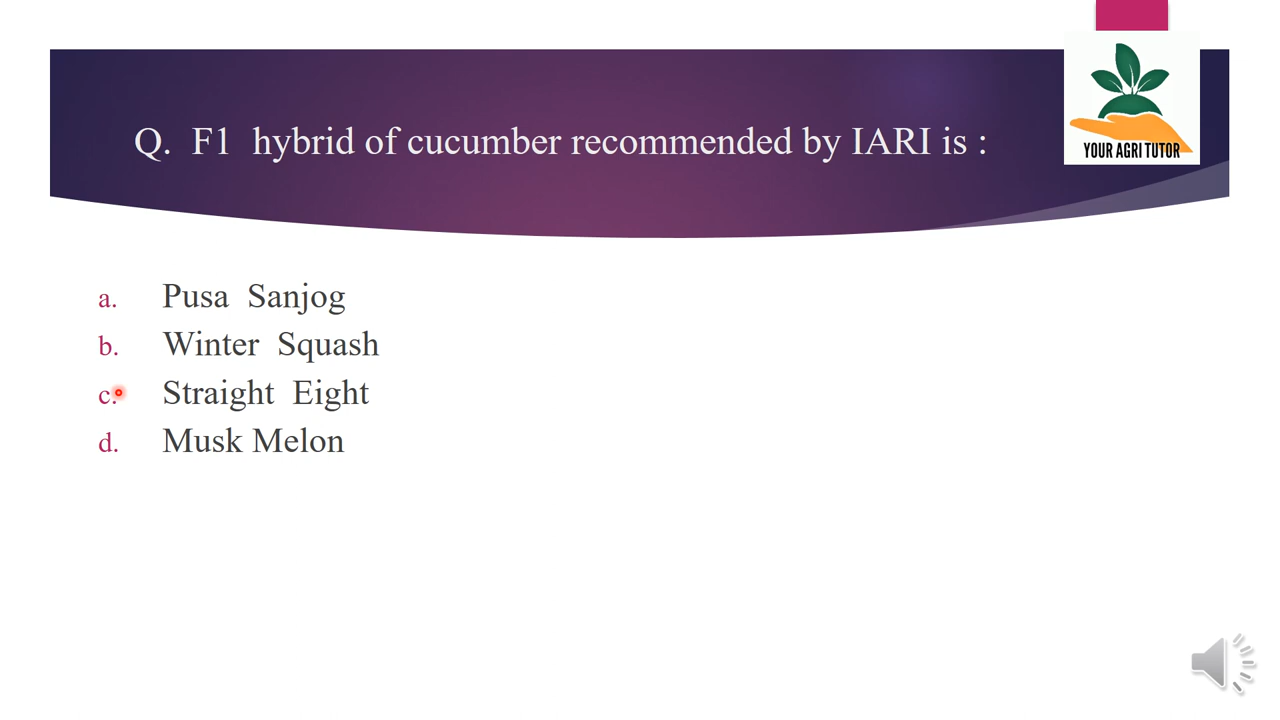 Q. F1 hybrid of cucumber recommended by IARI is :
YOUR AGRI TUTOR
a. Pusa Sanjog
b. Winter Squash
c. Straight Eight
d. Musk Melon